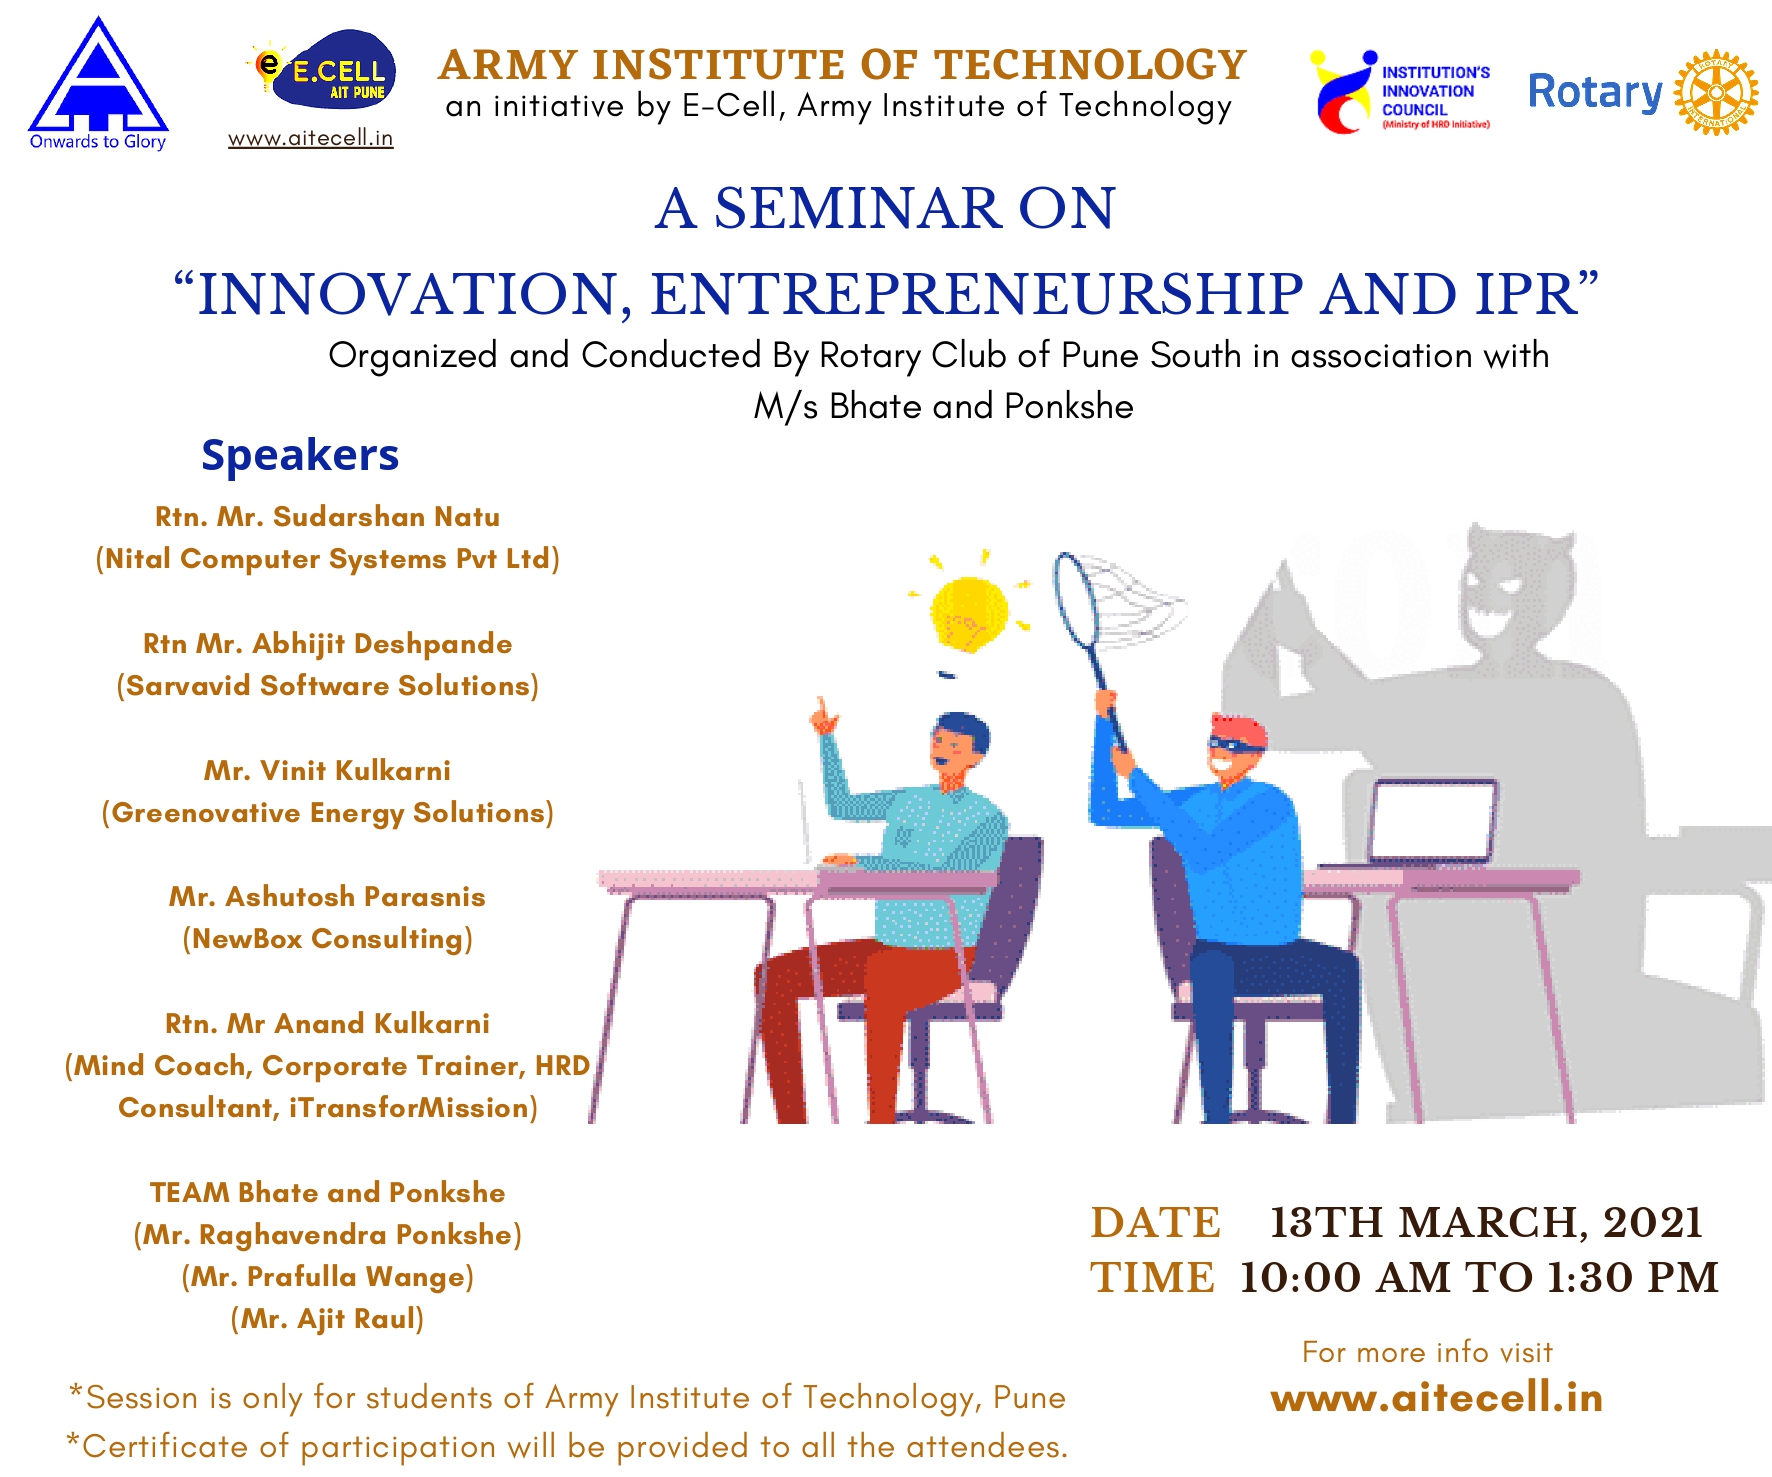 Onwards to Glory
e E.CELL
AIT PUNE
www.aitecell.in
ARMY INSTITUTE OF TECHNOLOGY
an initiative by E-Cell, Army Institute of Technology
INSTITUTION'S
INNOVATION
COUNCIL
(Ministry of HRD Initiative)
Rotary
ROTARY
INTERNATIONAL
A SEMINAR ON
“INNOVATION, ENTREPRENEURSHIP AND IPR”
Organized and Conducted By Rotary Club of Pune South in association with
M/s Bhate and Ponkshe
Speakers
Rtn. Mr. Sudarshan Natu
(Nital Computer Systems Pvt Ltd)
Rtn Mr. Abhijit Deshpande
(Sarvavid Software Solutions)
Mr. Vinit Kulkarni
(Greenovative Energy Solutions)
Mr. Ashutosh Parasnis
(NewBox Consulting)
Rtn. Mr Anand Kulkarni
(Mind Coach, Corporate Trainer, HRD
Consultant, iTransforMission)
TEAM Bhate and Ponkshe
(Mr. Raghavendra Ponkshe)
(Mr. Prafulla Wange)
(Mr. Ajit Raul)
DATE 13TH MARCH, 2021
TIME 10:00 AM TO 1:30 PM
For more info visit
www.aitecell.in
*Session is only for students of Army Institute of Technology, Pune
*Certificate of participation will be provided to all the attendees.